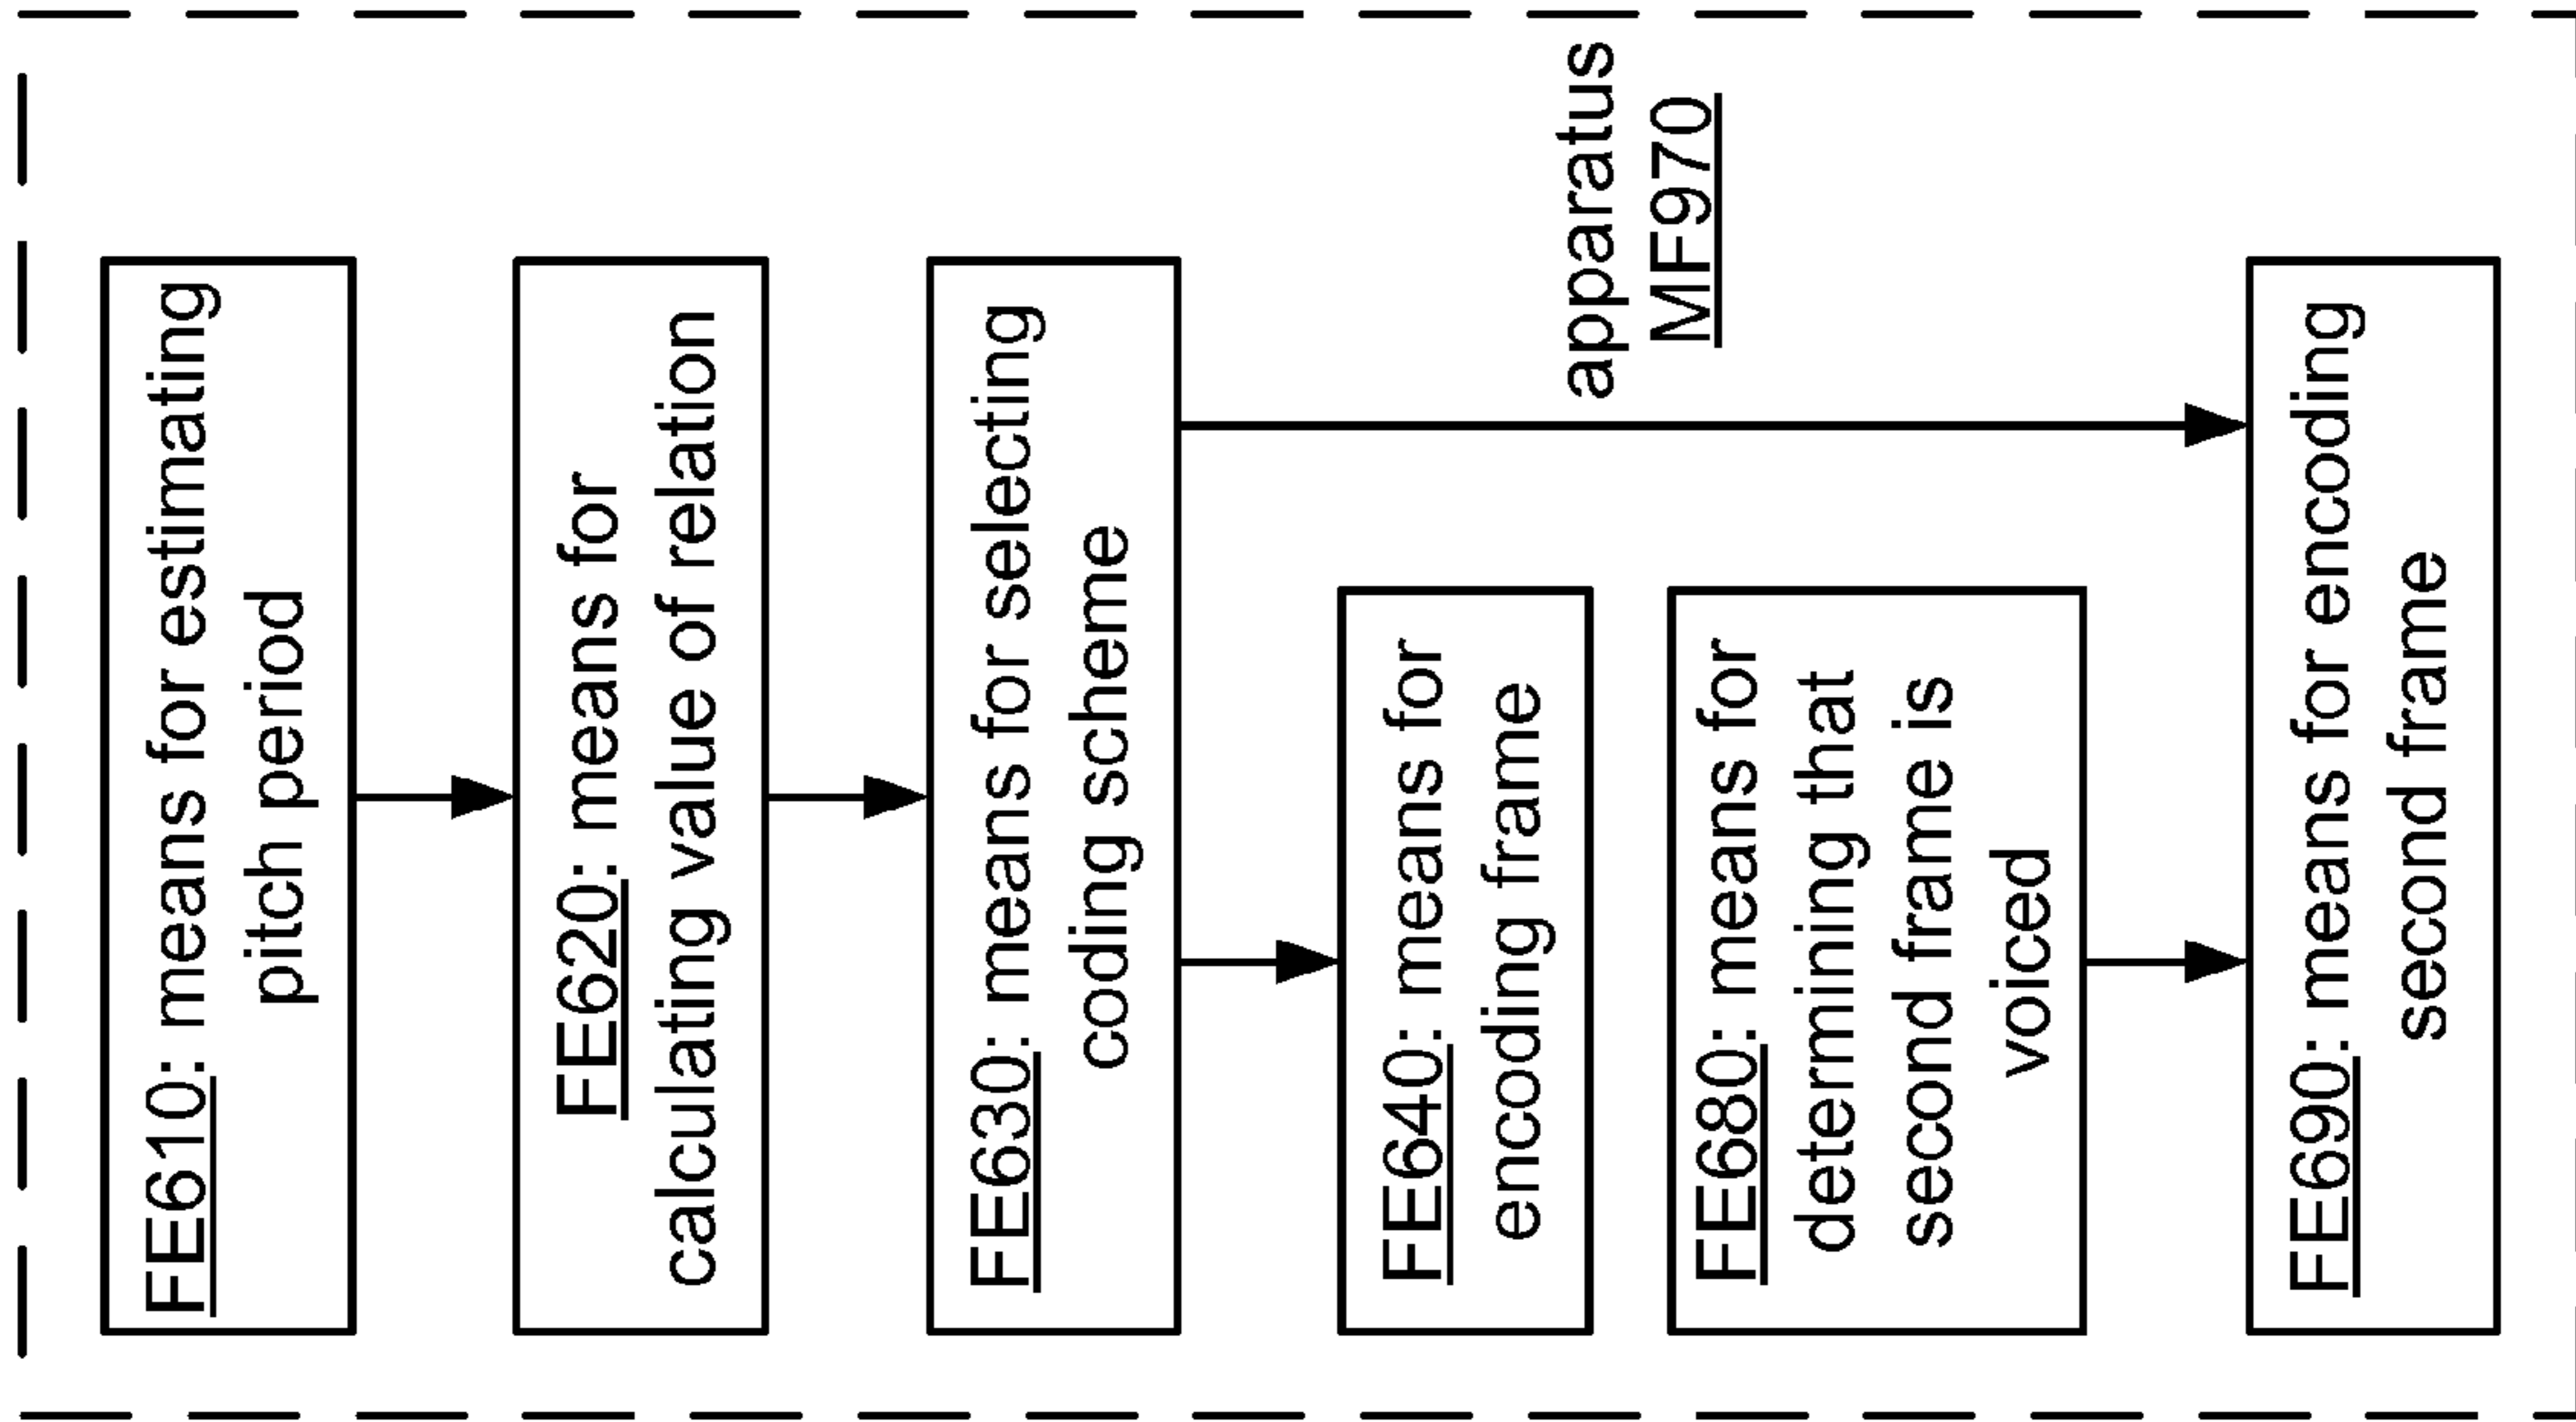 FE610: means for estimating
pitch period
FE620: means for
calculating value of relation
FE630: means for selecting
coding scheme
FE640: means for
encoding frame
FE680: means for
determining that
second frame is
voiced
apparatus
MF970
FE690: means for encoding
second frame